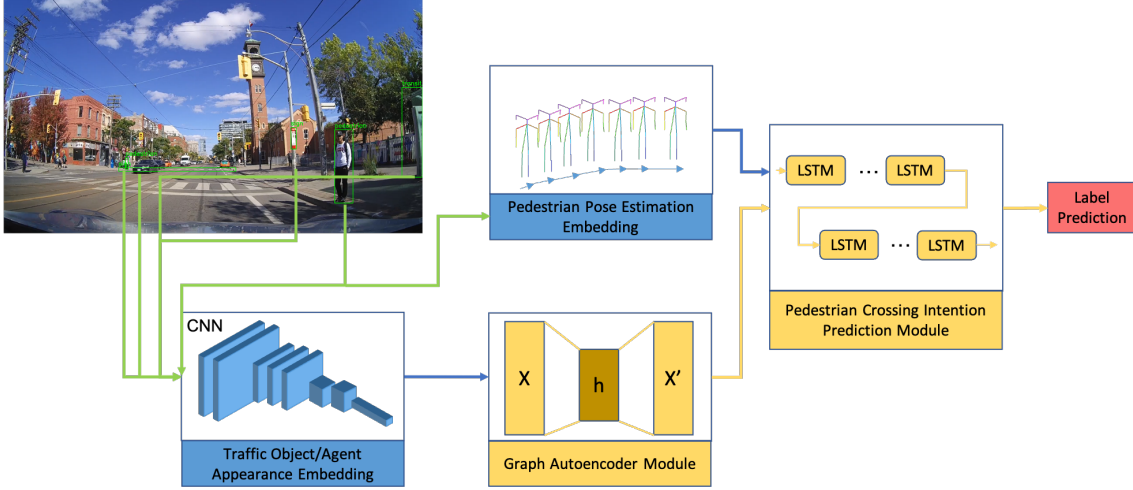 Pedestrian Pose Estimation
Embedding
LSTM
...
LSTM
LSTM
...
LSTM
Pedestrian Crossing Intention
Prediction Module
Label
Prediction
CNN
Traffic Object/Agent
Appearance Embedding
X
h
X'
Graph Autoencoder Module